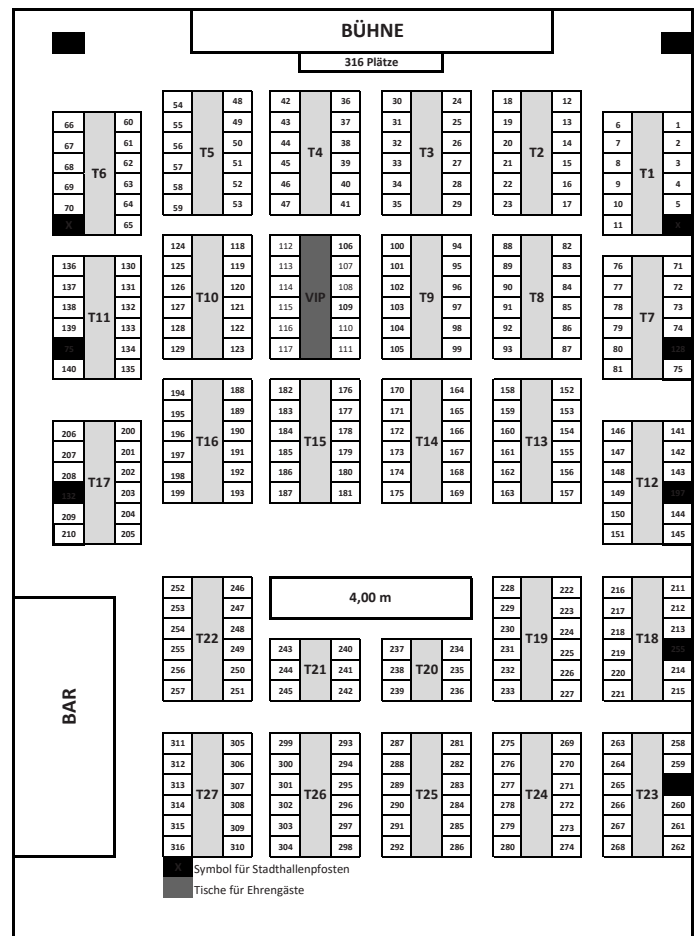 BÜHNE
316 Plätze
54 48 42 36 30 24 18 12
66 60 55 49 43 37 31 25 19 13 6 1
67 61 56 50 44 38 32 26 20 14 7 2
68 T6 62 57 T5 51 45 T4 39 33 T3 27 21 T2 15 8 T1 3
69 63 58 52 46 40 34 28 22 16 9 4
70 64 59 53 47 41 35 29 23 17 10 5
X 65 11 X
124 118 112 106 100 94 88 82
136 130 125 119 113 107 101 95 89 83 76 71
137 131 126 120 114 108 102 96 90 84 77 72
138 T11 132 127 T10 121 115 VIP 109 103 T9 97 91 T8 85 78 T7 73
139 133 128 122 116 110 104 98 92 86 79 74
75 134 129 123 117 111 105 99 93 87 80 128
140 135 81 75
194 188 182 176 170 164 158 152
195 189 183 177 171 165 159 153
206 200 196 190 184 178 172 166 160 154 146 141
207 201 197 T16 191 185 T15 179 173 T14 167 161 T13 155 147 142
208 202 198 192 186 180 174 168 162 156 148 143
132 T17 203 199 193 187 181 175 169 163 157 149 T12 197
209 204 150 144
210 205 151 145
252 246 4,00 m 228 222 216 211
253 247 229 223 217 212
254 248 230 224 218 213
255 T22 249 243 240 237 234 231 T19 225 219 T18 255
256 250 244 T21 241 238 T20 235 232 226 220 214
257 251 245 242 239 236 233 227 221 215
BAR
311 305 299 293 287 281 275 269 263 258
312 306 300 294 288 282 276 270 264 259
313 307 301 295 289 283 277 271 265
314 T27 308 302 T26 296 290 T25 284 278 T24 272 266 T23 260
315 309 303 297 291 285 279 273 267 261
316 310 304 298 292 286 280 274 268 262
X Symbol für Stadthallenpfosten
Tische für Ehrengäste